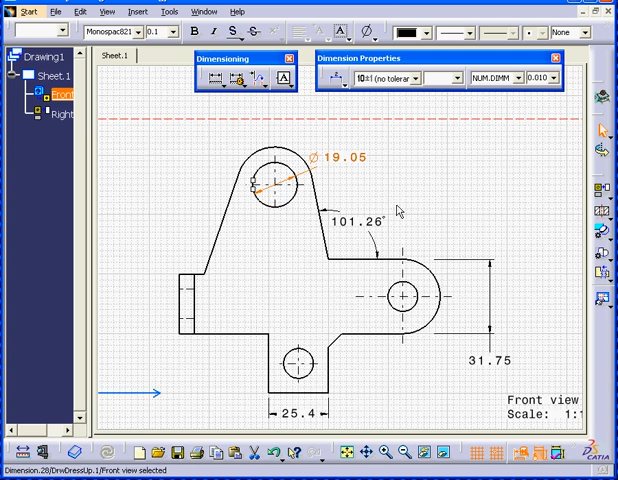 Start File Edit View Insert Tools Window Help
Monospac821 0.1 B I S S A None
Drawing1
Sheet.1
Front
Right
Sheet.1
Dimensioning
Dimension Properties
10±1 (no toleran NUM.DIMM 0.010
Ø 19.05
101.26°
31.75
25.4
Front view
Scale: 1:1
CATIA
Dimension.28/DrwDressUp.1/Front view selected